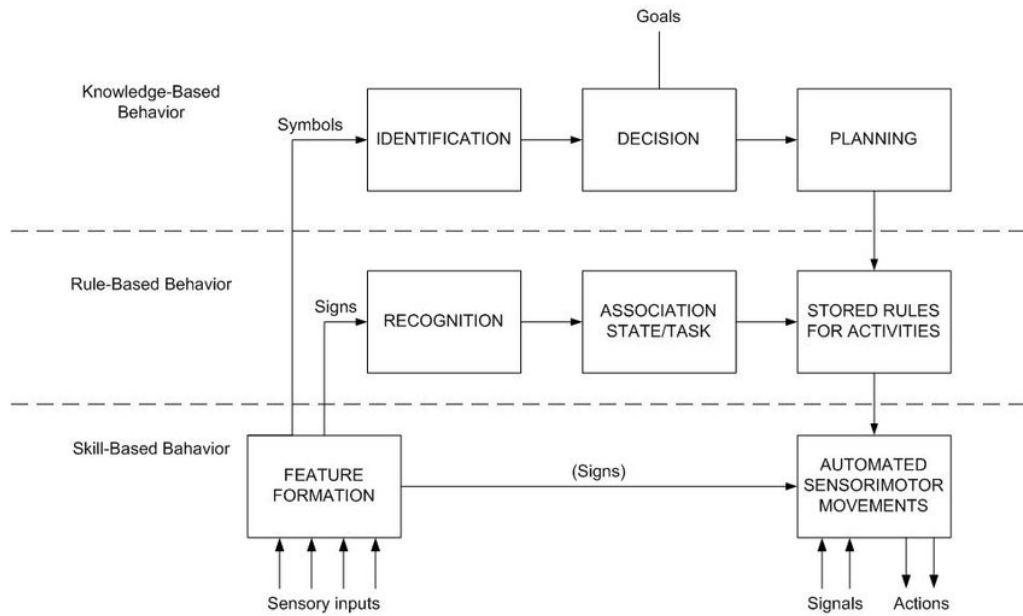 Goals
Knowledge-Based
Behavior
Symbols
IDENTIFICATION
DECISION
PLANNING
Rule-Based Behavior
Signs
RECOGNITION
ASSOCIATION
STATE/TASK
STORED RULES
FOR ACTIVITIES
Skill-Based Bahavior
FEATURE
FORMATION
(Signs)
AUTOMATED
SENSORIMOTOR
MOVEMENTS
Sensory inputs
Signals
Actions